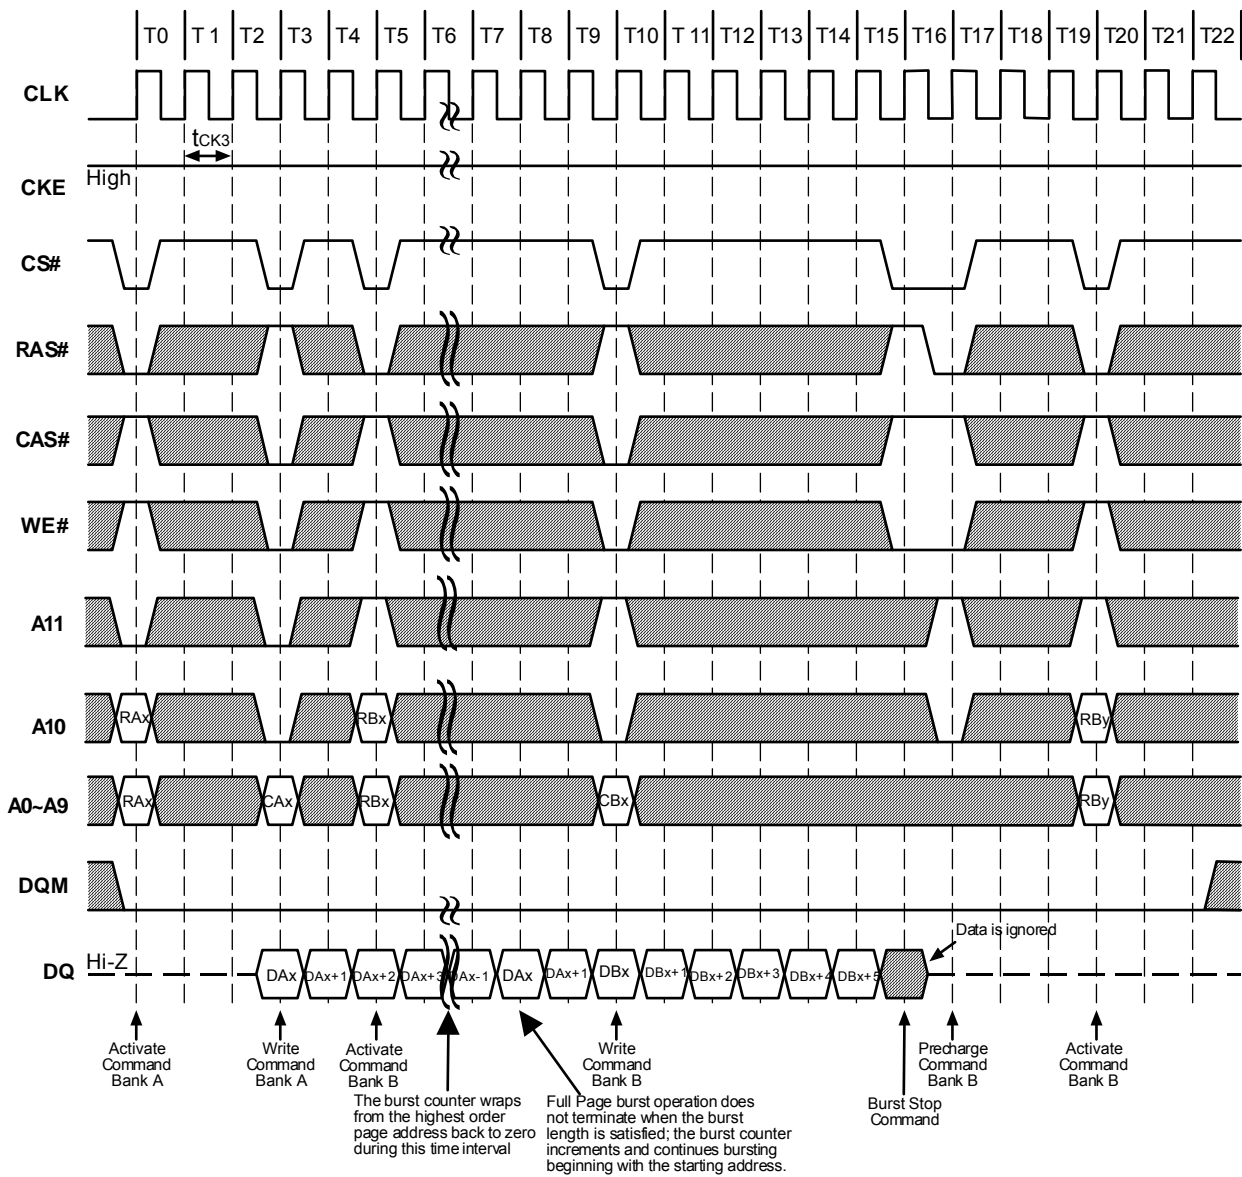 T0 T 1 T2 T3 T4 T5 T6 T7 T8 T9 T10 T 11 T12 T13 T14 T15 T16 T17 T18 T19 T20 T21 T22
CLK
tCK3
High
CKE
CS#
RAS#
CAS#
WE#
A11
A10
RAx RBx RBy
A0~A9
RAx CAx RBx CBx RBy
DQM
Data is ignored
Hi-Z
DQ
DAx DAx+1 DAx+2 DAx+3 DAx-1 DAx DAx+1 DBx DBx+1 DBx+2 DBx+3 DBx+4 DBx+5
Activate
Command
Bank A
Write
Command
Bank A
Activate
Command
Bank B
Write
Command
Bank B
Precharge
Command
Bank B
Activate
Command
Bank B
The burst counter wraps
from the highest order
page address back to zero
during this time interval
Full Page burst operation does
not terminate when the burst
length is satisfied; the burst counter
increments and continues bursting
beginning with the starting address.
Burst Stop
Command